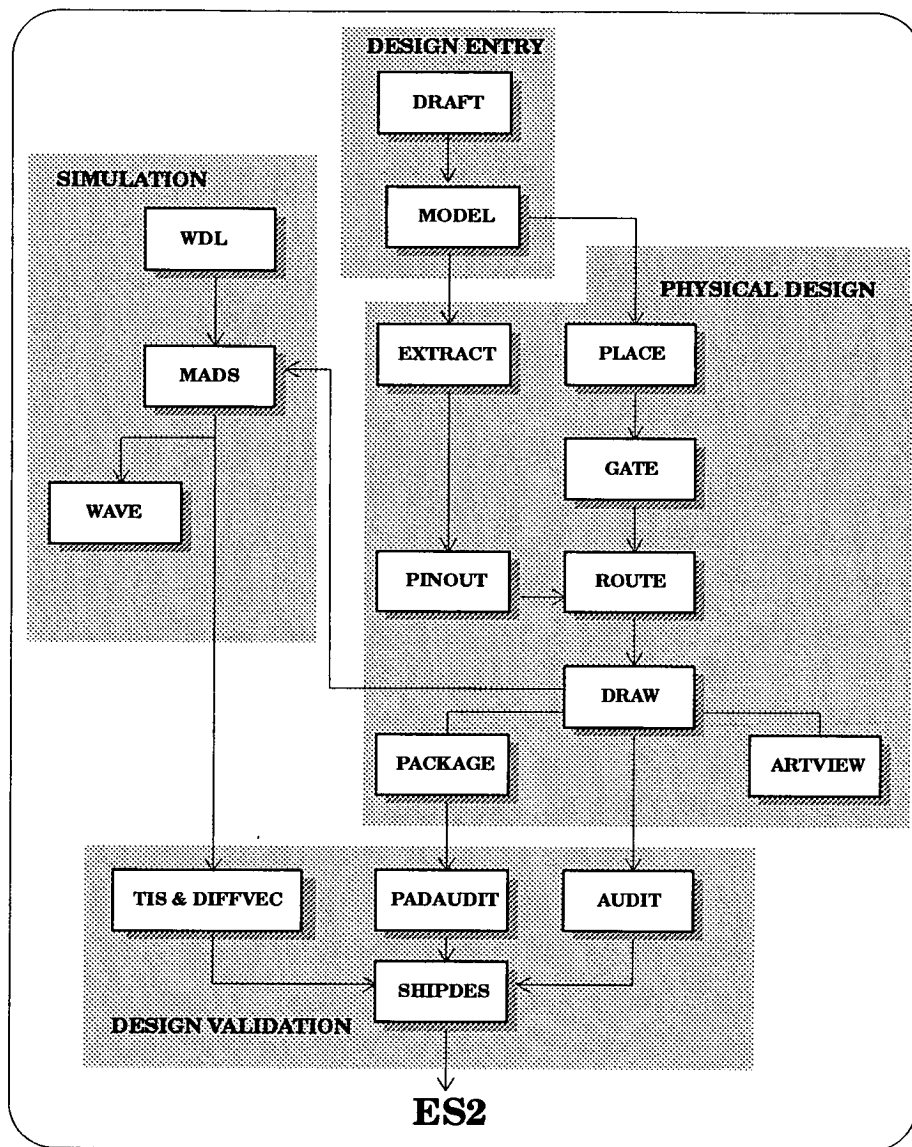 DESIGN ENTRY
DRAFT
SIMULATION
MODEL
WDL
PHYSICAL DESIGN
EXTRACT
PLACE
MADS
GATE
WAVE
PINOUT
ROUTE
DRAW
PACKAGE
ARTVIEW
TIS & DIFFVEC
PADAUDIT
AUDIT
SHIPDES
DESIGN VALIDATION
ES2